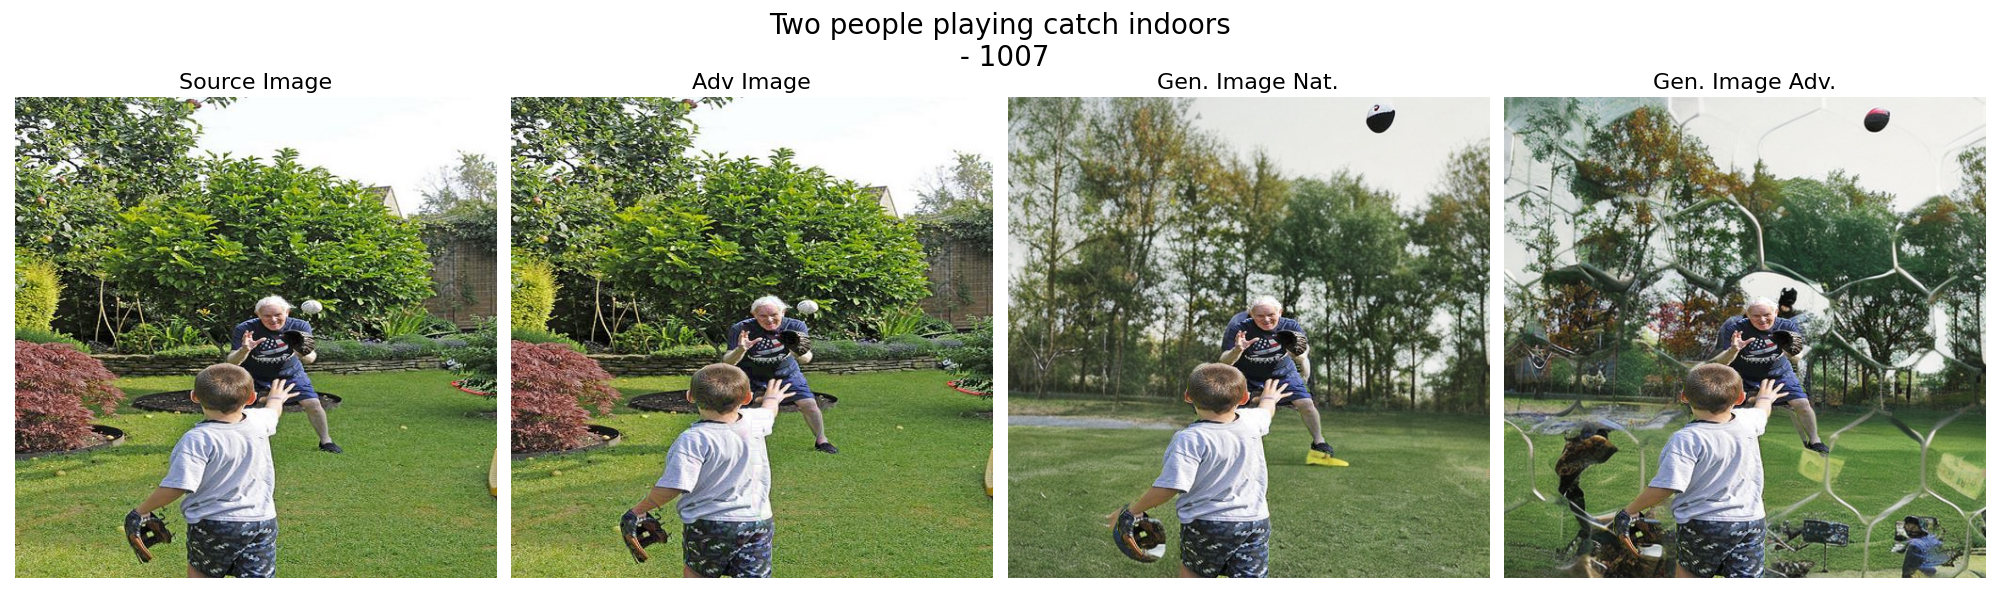 Two people playing catch indoors
- 1007
Source Image
Adv Image
Gen. Image Nat.
Gen. Image Adv.